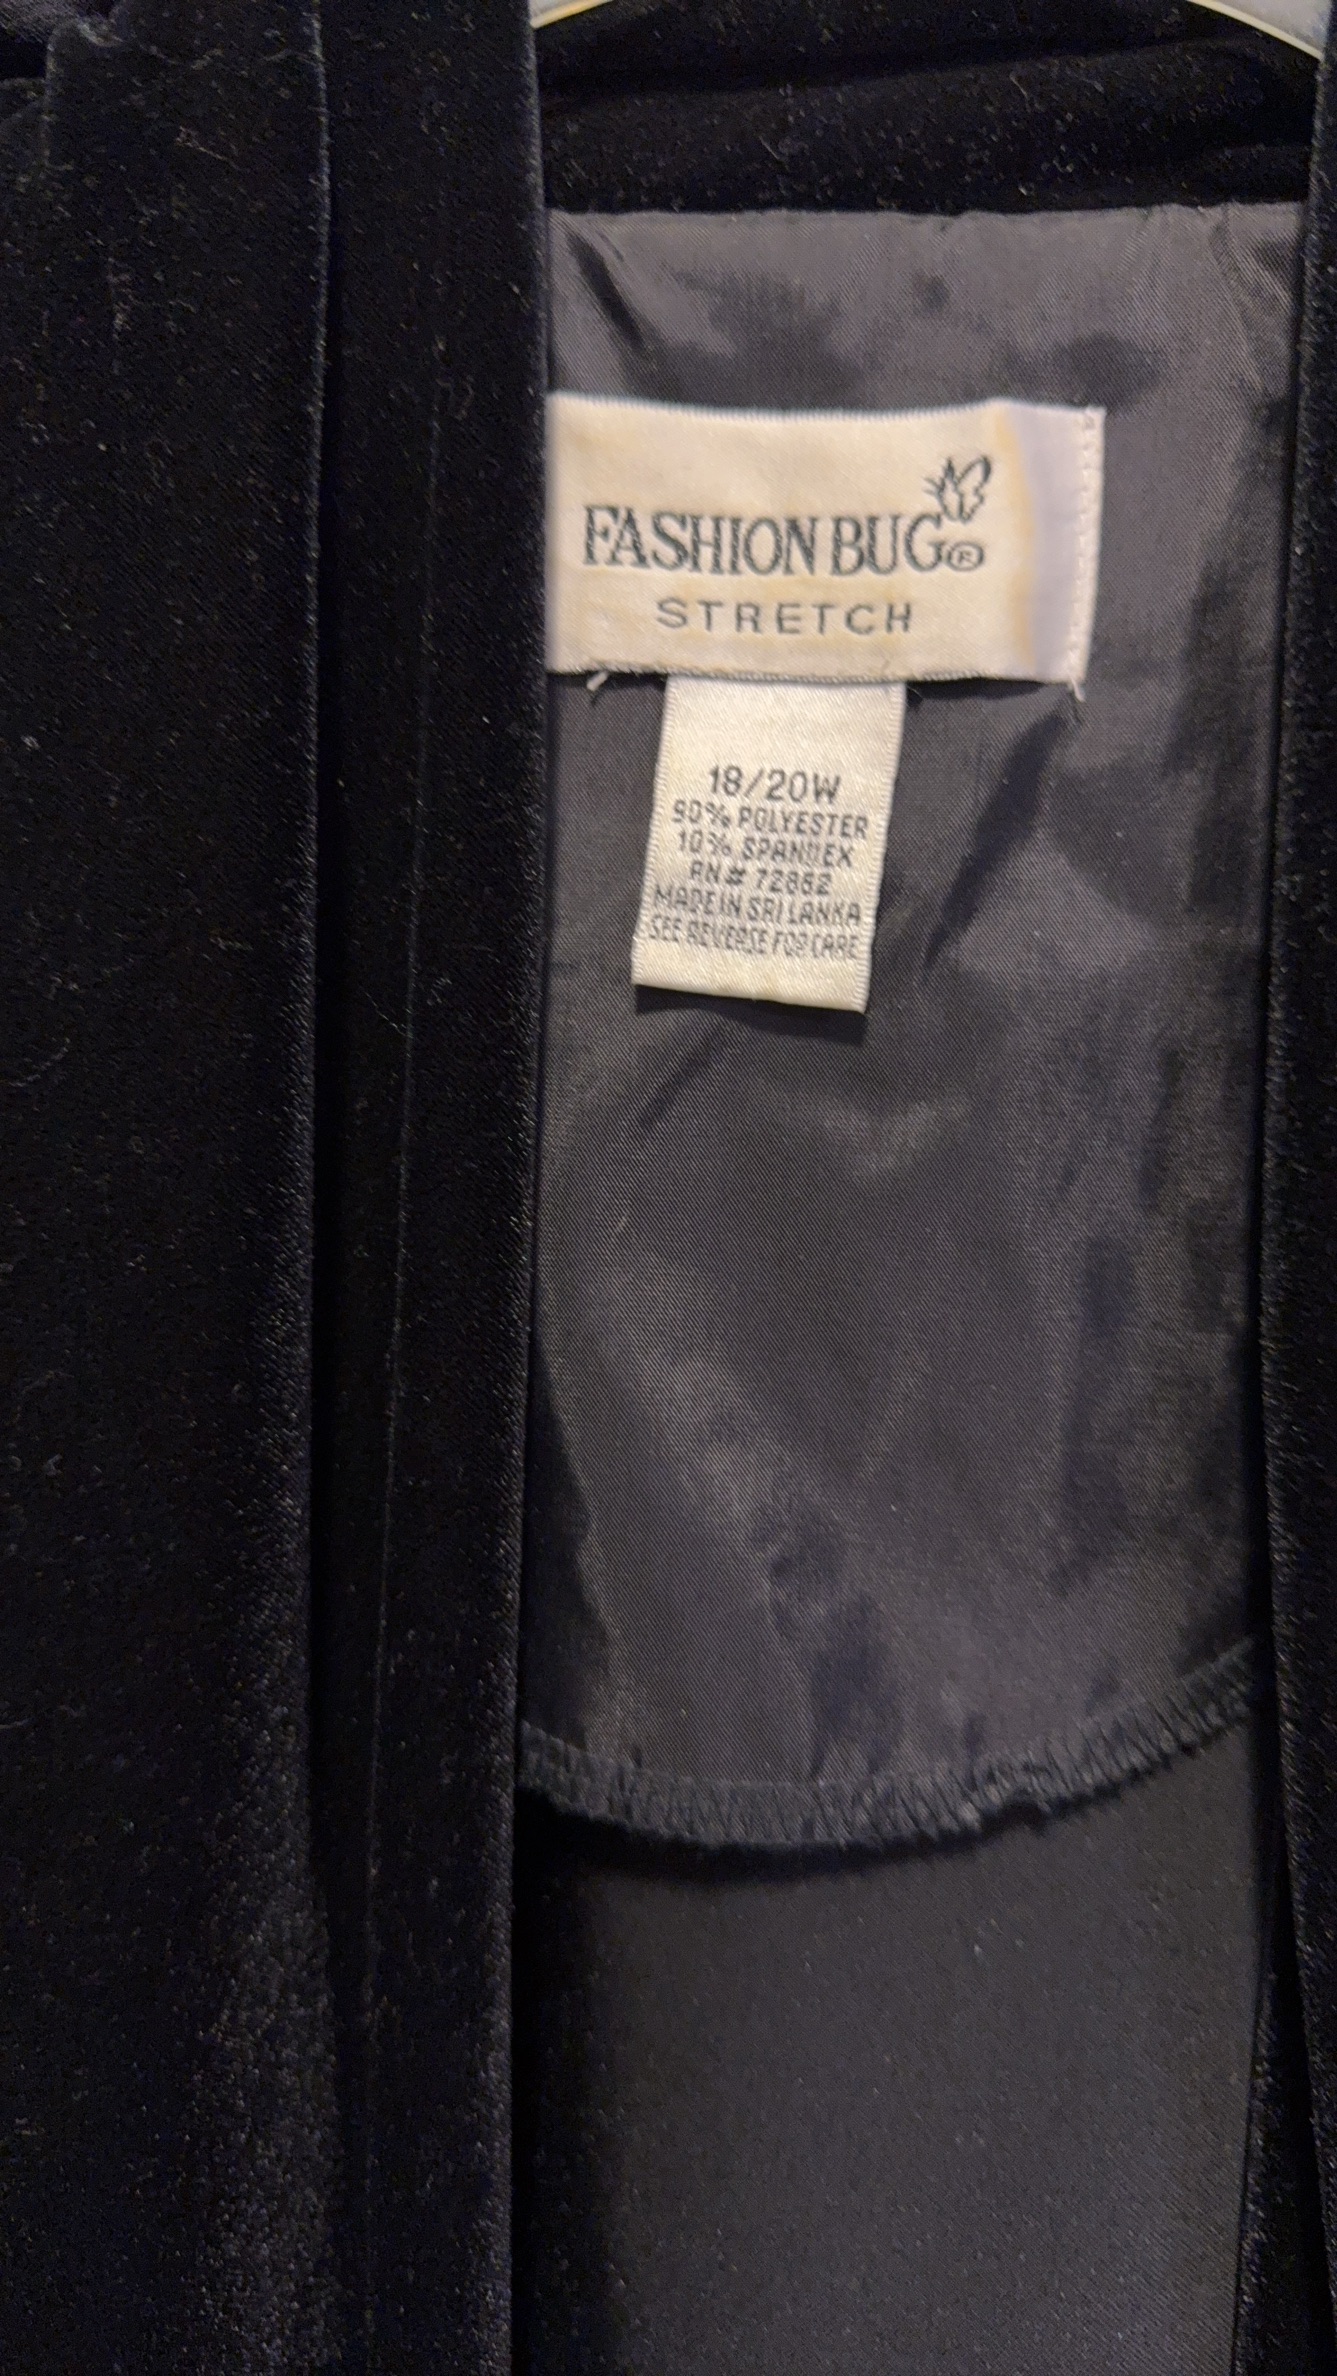 FASHION BUG®
STRETCH
18/20W
90% POLYESTER
10% SPANDEX
RN# 72862
MADE IN SRI LANKA
SEE REVERSE FOR CARE